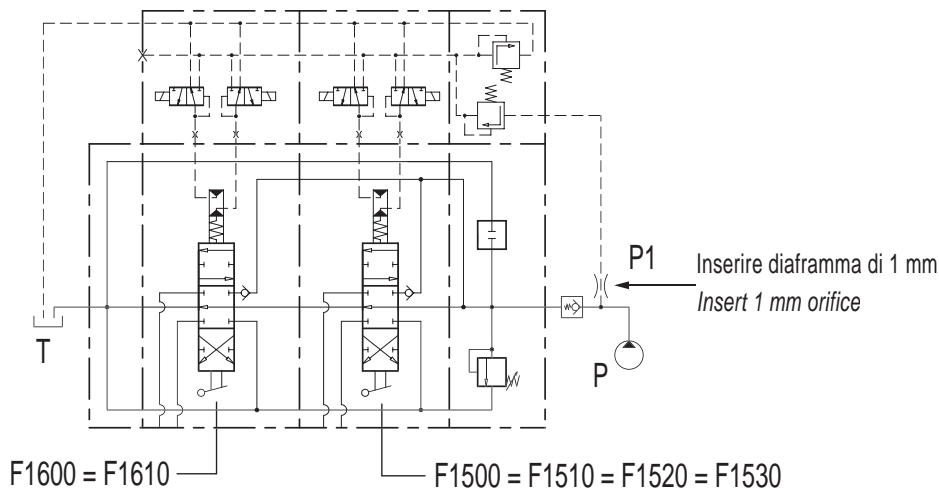 P1
Inserire diaframma di 1 mm
Insert 1 mm orifice
T
P
F1600 = F1610
F1500 = F1510 = F1520 = F1530